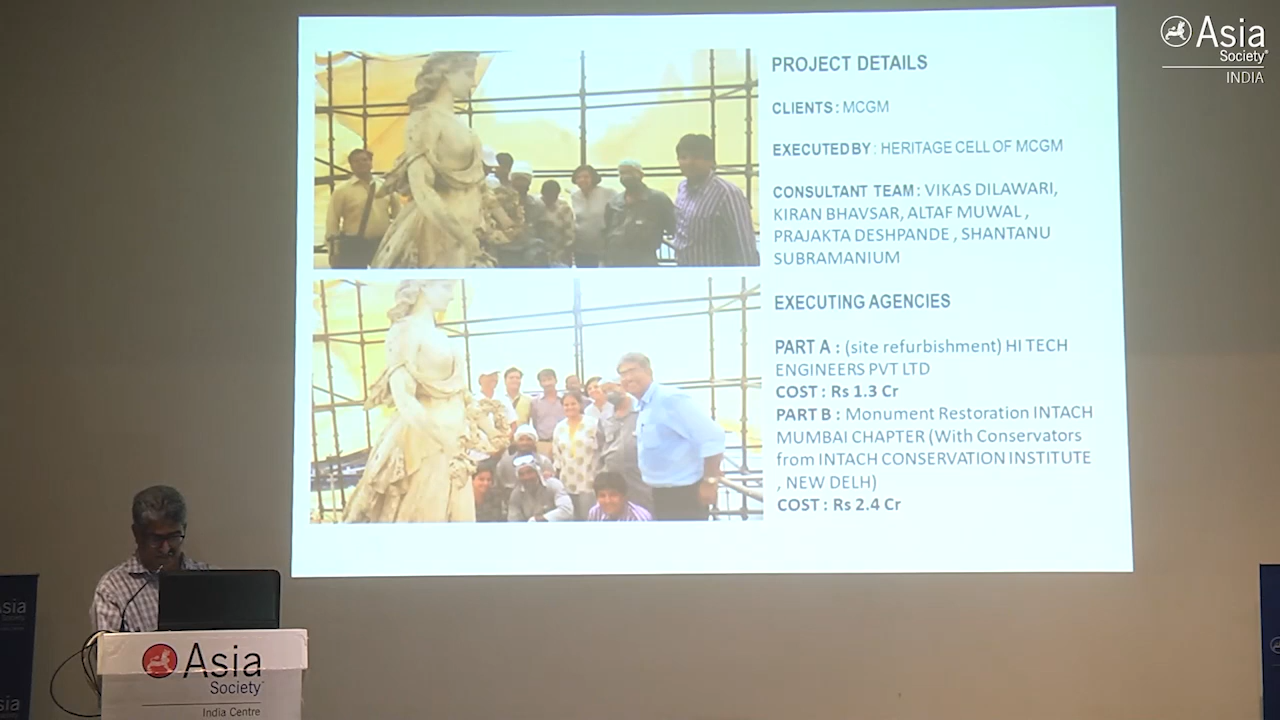 Asia
Society
INDIA
PROJECT DETAILS
CLIENTS : MCGM
EXECUTED BY : HERITAGE CELL OF MCGM
CONSULTANT TEAM : VIKAS DILAWARI,
KIRAN BHAVSAR, ALTAF MUWAL ,
PRAJAKTA DESHPANDE , SHANTANU
SUBRAMANIUM
EXECUTING AGENCIES
PART A : (site refurbishment) HI TECH
ENGINEERS PVT LTD
COST : Rs 1.3 Cr
PART B : Monument Restoration INTACH
MUMBAI CHAPTER (With Conservators
from INTACH CONSERVATION INSTITUTE
, NEW DELH)
COST : Rs 2.4 Cr
Asia
Society
India Centre
sia
sia